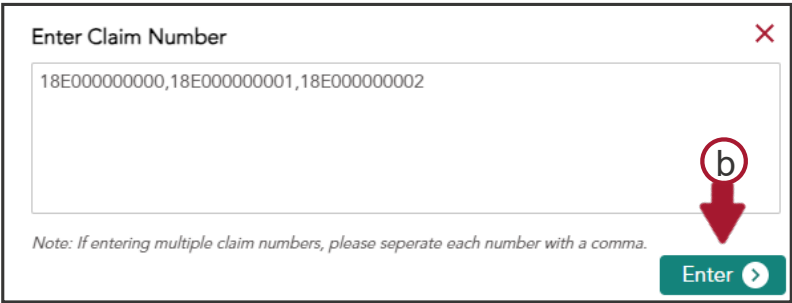 Enter Claim Number
18E000000000,18E000000001,18E000000002
b
Note: If entering multiple claim numbers, please seperate each number with a comma.
Enter